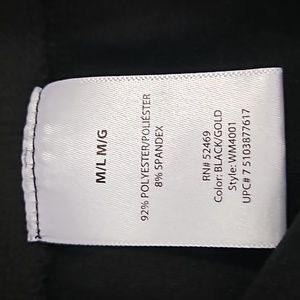 M/L M/G
92% POLYESTER/POLIÉSTER
8% SPANDEX
RN# 52469
Color: BLACK/GOLD
Style: WM4001
UPC# 7 5103877617